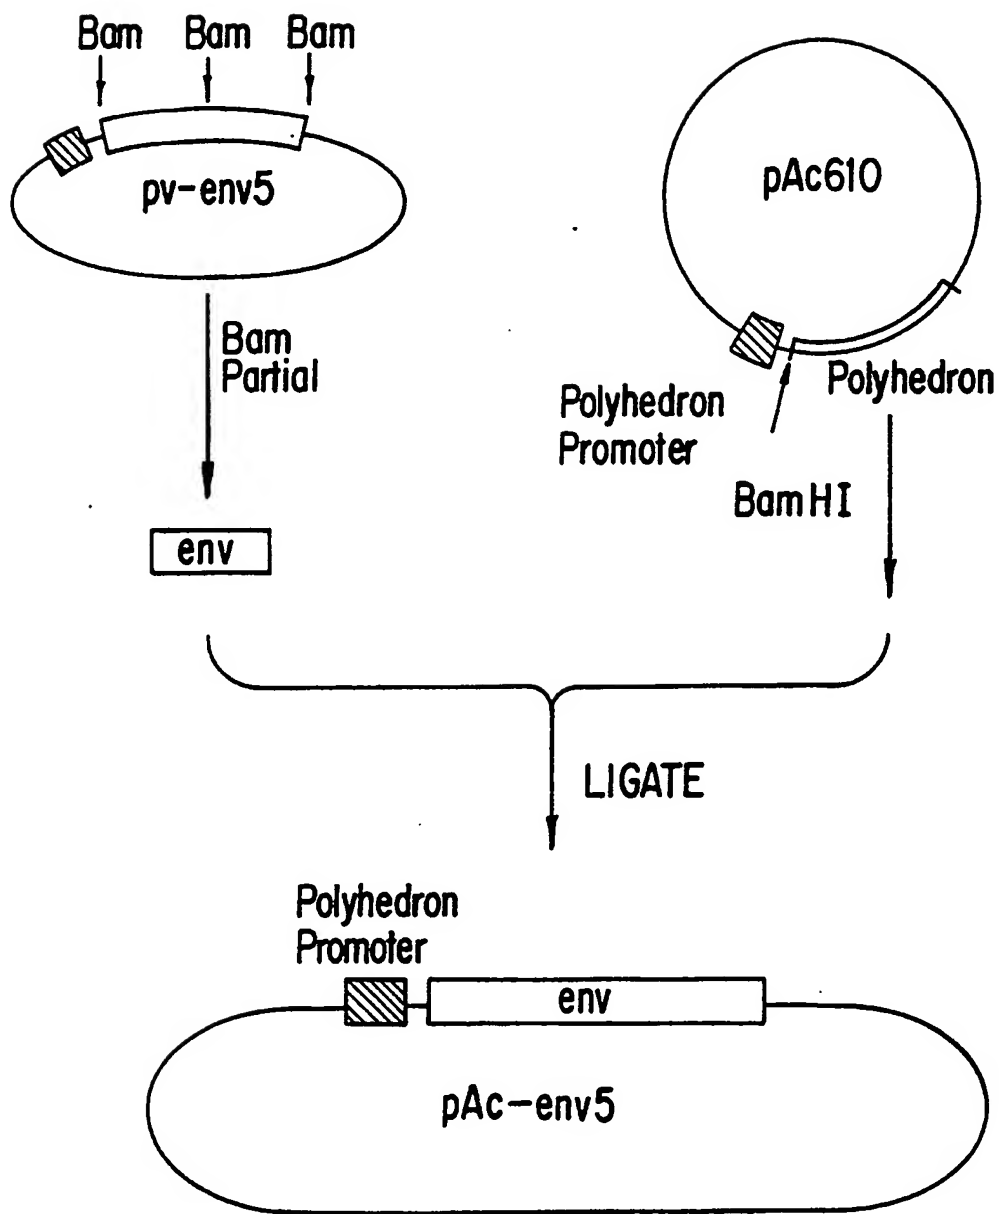 Bam Bam Bam
pv-env5
pAc610
Bam
Partial
Polyhedron
Promoter
Polyhedron
BamHI
env
LIGATE
Polyhedron
Promoter
env
pAc-env5